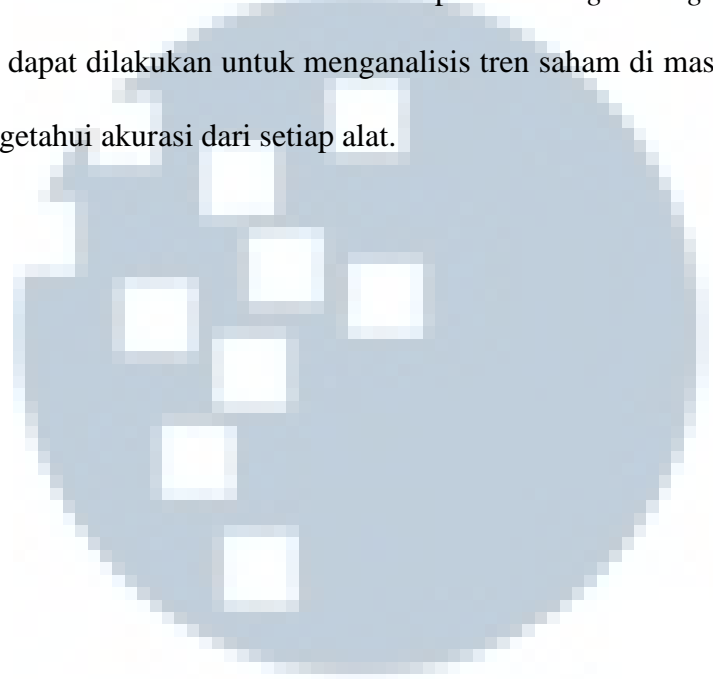 dapat dilakukan untuk menganalisis tren saham di mas
getahui akurasi dari setiap alat.